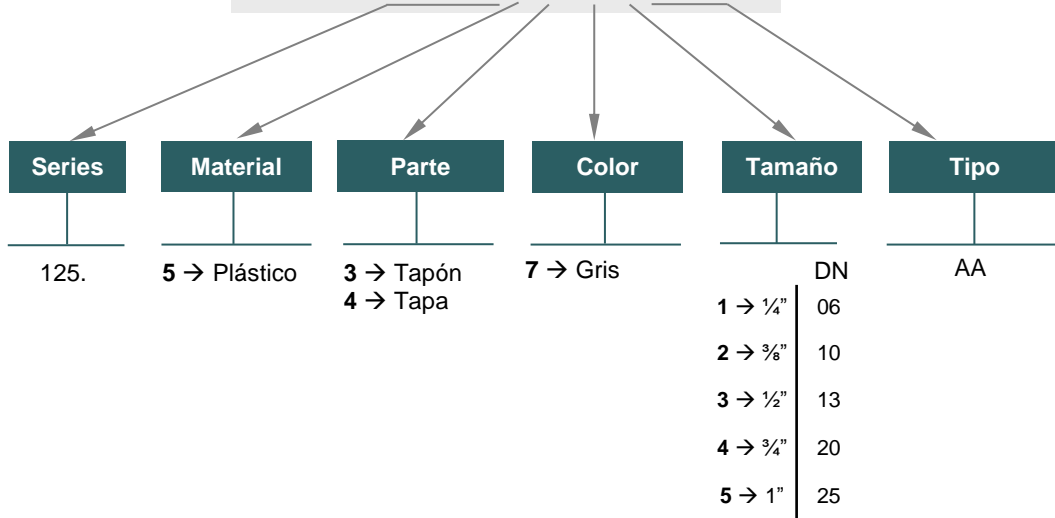 Series Material Parte Color Tamaño Tipo
125. 5 → Plástico 3 → Tapón 7 → Gris DN AA
4 → Tapa
1 → ¼” 06
2 → ⅜” 10
3 → ½” 13
4 → ¾” 20
5 → 1” 25